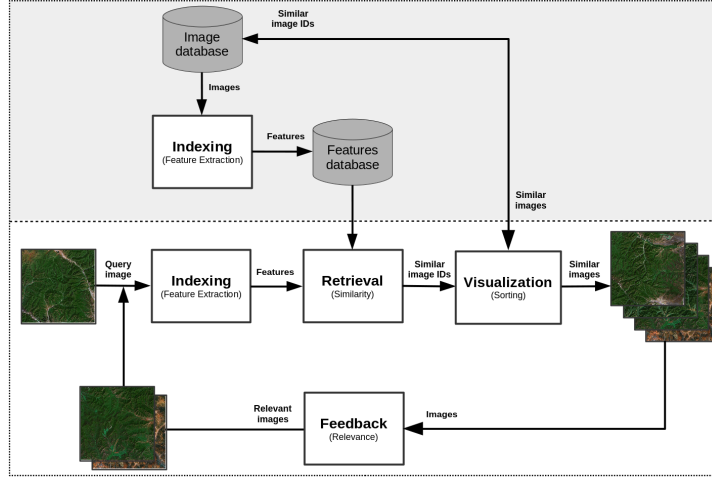 Similar
image IDs
Image
database
Images
Indexing
(Feature Extraction)
Features
Features
database
Similar
images
Query
image
Indexing
(Feature Extraction)
Features
Retrieval
(Similarity)
Similar
image IDs
Visualization
(Sorting)
Similar
images
Relevant
images
Feedback
(Relevance)
Images